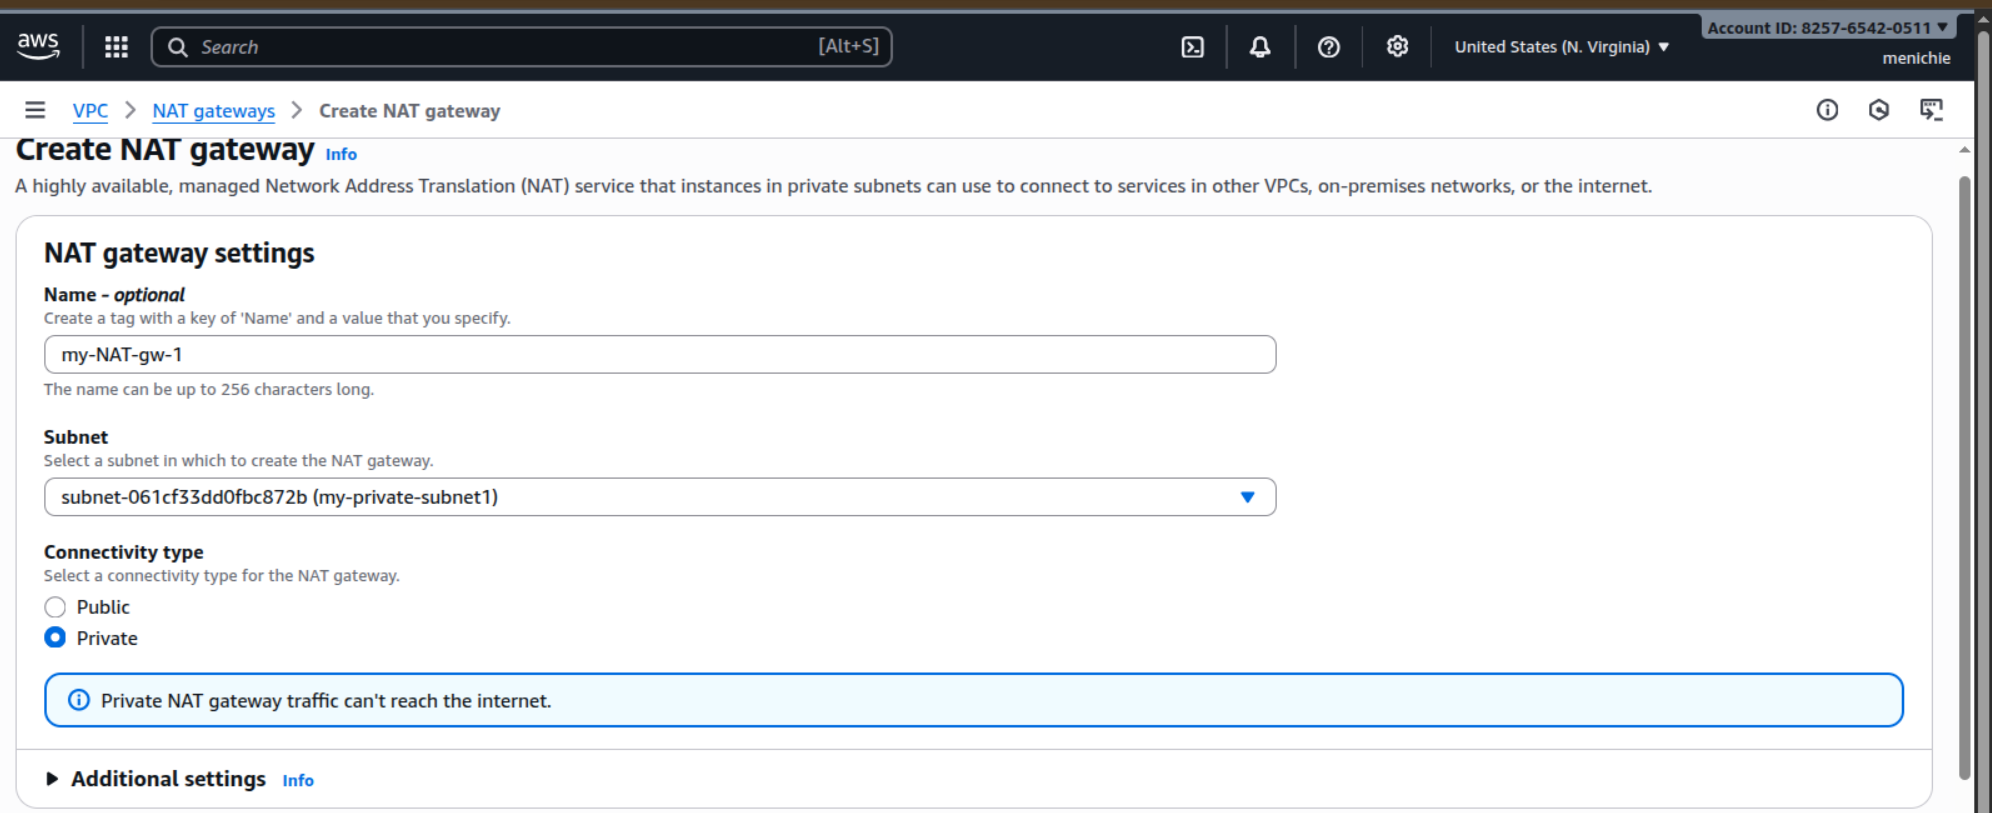 aws
Search
[Alt+S]
United States (N. Virginia)
Account ID: 8257-6542-0511
menichie
VPC
NAT gateways
Create NAT gateway
Create NAT gateway Info
A highly available, managed Network Address Translation (NAT) service that instances in private subnets can use to connect to services in other VPCs, on-premises networks, or the internet.
NAT gateway settings
Name - optional
Create a tag with a key of 'Name' and a value that you specify.
my-NAT-gw-1
The name can be up to 256 characters long.
Subnet
Select a subnet in which to create the NAT gateway.
subnet-061cf33dd0fbc872b (my-private-subnet1)
Connectivity type
Select a connectivity type for the NAT gateway.
Public
Private
Private NAT gateway traffic can't reach the internet.
Additional settings Info